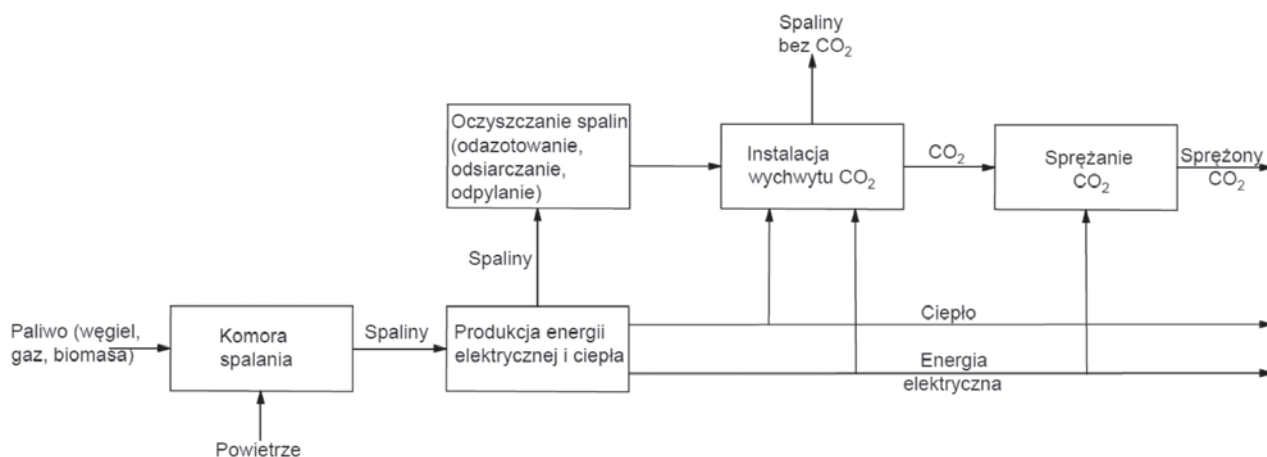 Spaliny
bez CO₂
Oczyszczanie spalin
(odazotowanie,
odsiarczanie,
odpylanie)
Instalacja
wychwytu CO₂
CO₂
Sprężanie
CO₂
Sprężony
CO₂
Spaliny
Paliwo (węgiel,
gaz, biomasa)
Komora
spalania
Spaliny
Produkcja energii
elektrycznej i ciepła
Ciepło
Energia
elektryczna
Powietrze